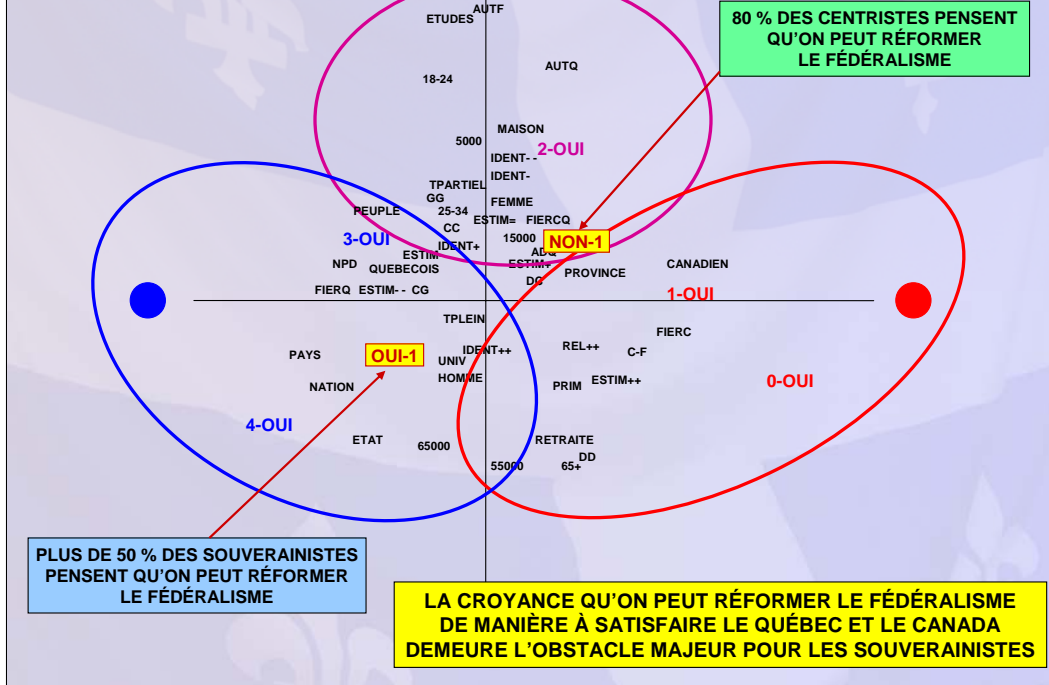 AUTF
ETUDES
80 % DES CENTRISTES PENSENT
QU'ON PEUT RÉFORMER
LE FÉDÉRALISME
AUTQ
18-24
MAISON
5000
2-OUI
IDENT- -
IDENT-
TPARTIEL
GG
FEMME
PEUPLE
25-34
ESTIM=
FIERCQ
CC
3-OUI
15000
NON-1
IDENT+
ADQ
ESTIM
NPD
QUEBECOIS
ESTIM+
PROVINCE
CANADIEN
DG
FIERQ
ESTIM- -
CG
1-OUI
TPLEIN
FIERC
PAYS
OUI-1
IDENT++
REL++
C-F
UNIV
HOMME
NATION
PRIM
ESTIM++
0-OUI
4-OUI
ETAT
65000
RETRAITE
DD
55000
65+
PLUS DE 50 % DES SOUVERAINISTES
PENSENT QU'ON PEUT RÉFORMER
LE FÉDÉRALISME
LA CROYANCE QU'ON PEUT RÉFORMER LE FÉDÉRALISME
DE MANIÈRE À SATISFAIRE LE QUÉBEC ET LE CANADA
DEMEURE L'OBSTACLE MAJEUR POUR LES SOUVERAINISTES